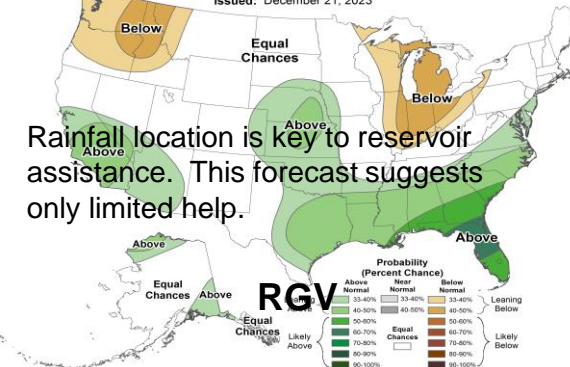 Issued: December 21, 2023
Below
Equal
Chances
Below
Above
Rainfall location is key to reservoir
Above
assistance. This forecast suggests
only limited help.
Above
Above
Equal
Chances
Above
RGV
Equal
Chances
Probability
(Percent Chance)
Above
Normal
Near
Normal
Below
Normal
33-40% 33-40% 33-40%
Leaning
Below
40-50% 40-50% 40-50%
50-60% 50-60%
60-70% 60-70%
Likely
Above
Equal
Chances
Likely
Below
70-80% 70-80%
80-90% 80-90%
90-100% 90-100%